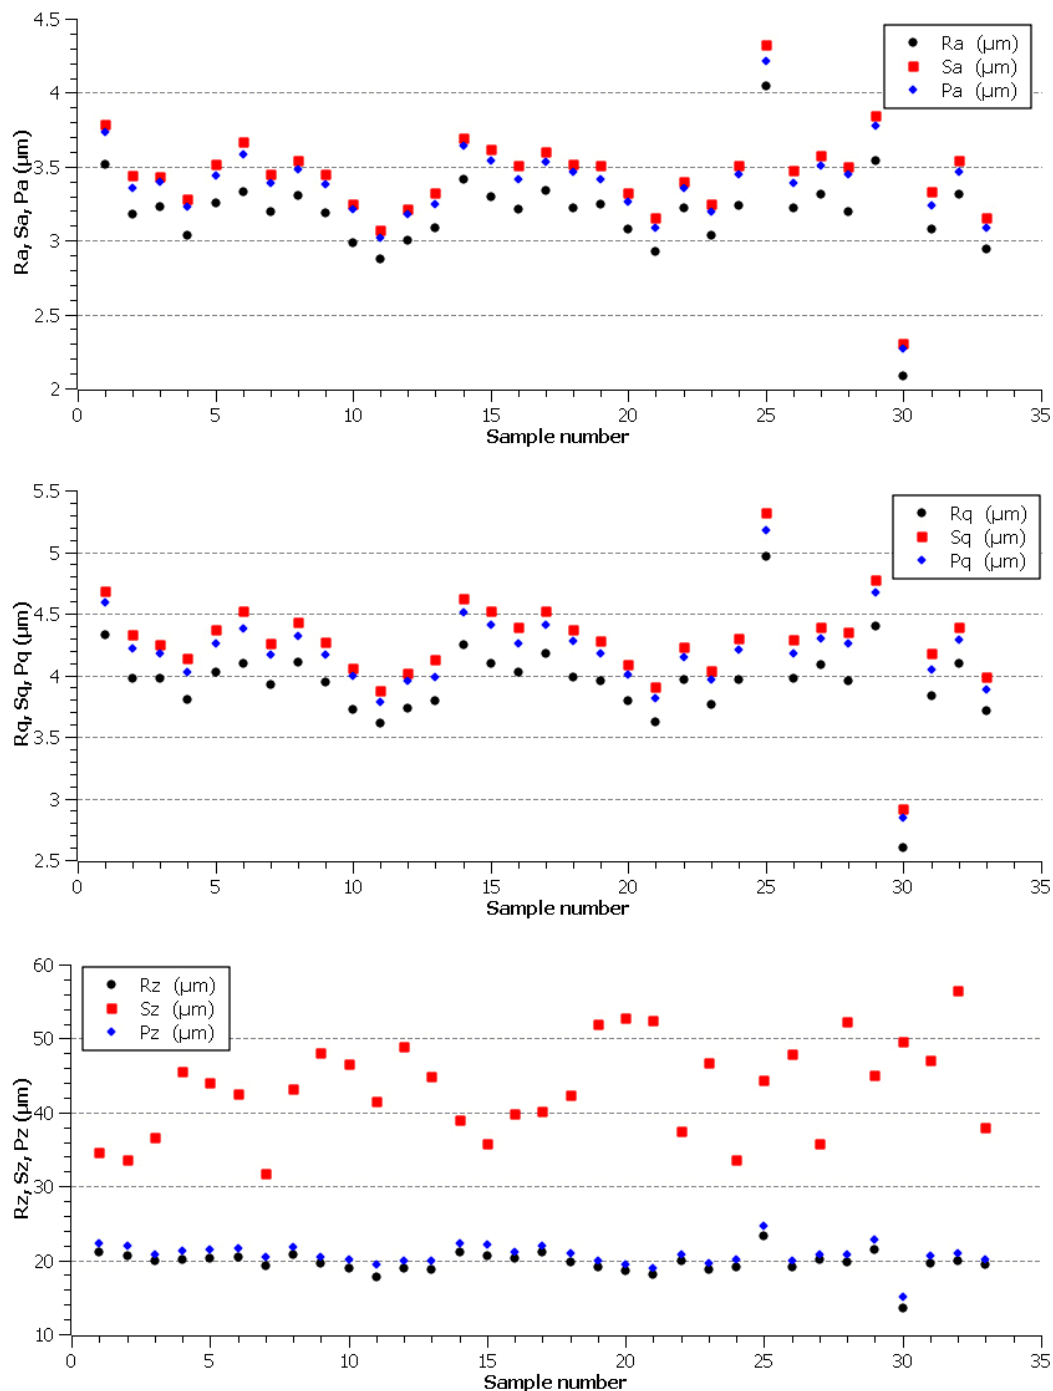 4.5
4
3.5
3
2.5
2
Ra, Sa, Pa (µm)
Ra (µm)
Sa (µm)
Pa (µm)
0 5 10 15 20 25 30 35
Sample number
5.5
5
4.5
4
3.5
3
2.5
Rq, Sq, Pq (µm)
Rq (µm)
Sq (µm)
Pq (µm)
0 5 10 15 20 25 30 35
Sample number
60
50
40
30
20
10
Rz, Sz, Pz (µm)
Rz (µm)
Sz (µm)
Pz (µm)
0 5 10 15 20 25 30 35
Sample number